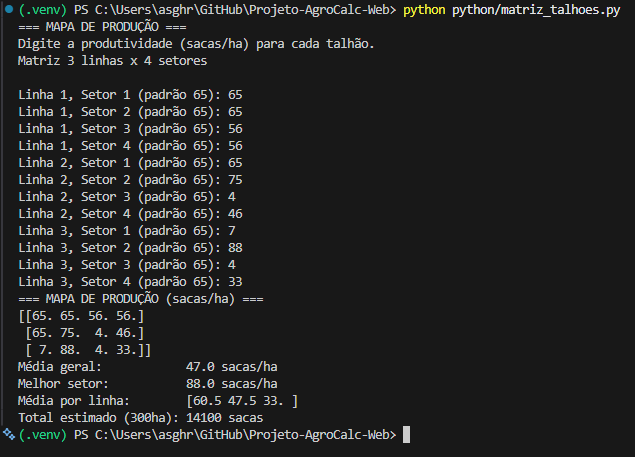 (.venv) PS C:\Users\asghr\GitHub\Projeto-AgroCalc-Web> python python/matriz_talhoes.py
=== MAPA DE PRODUÇÃO ===
Digite a produtividade (sacas/ha) para cada talhão.
Matriz 3 linhas x 4 setores

Linha 1, Setor 1 (padrão 65): 65
Linha 1, Setor 2 (padrão 65): 65
Linha 1, Setor 3 (padrão 65): 56
Linha 1, Setor 4 (padrão 65): 56
Linha 2, Setor 1 (padrão 65): 65
Linha 2, Setor 2 (padrão 65): 75
Linha 2, Setor 3 (padrão 65): 4
Linha 2, Setor 4 (padrão 65): 46
Linha 3, Setor 1 (padrão 65): 7
Linha 3, Setor 2 (padrão 65): 88
Linha 3, Setor 3 (padrão 65): 4
Linha 3, Setor 4 (padrão 65): 33
=== MAPA DE PRODUÇÃO (sacas/ha) ===
[[65. 65. 56. 56.]
 [65. 75.  4. 46.]
 [ 7. 88.  4. 33.]]
Média geral:            47.0 sacas/ha
Melhor setor:           88.0 sacas/ha
Média por linha:        [60.5 47.5 33. ]
Total estimado (300ha): 14100 sacas
(.venv) PS C:\Users\asghr\GitHub\Projeto-AgroCalc-Web>